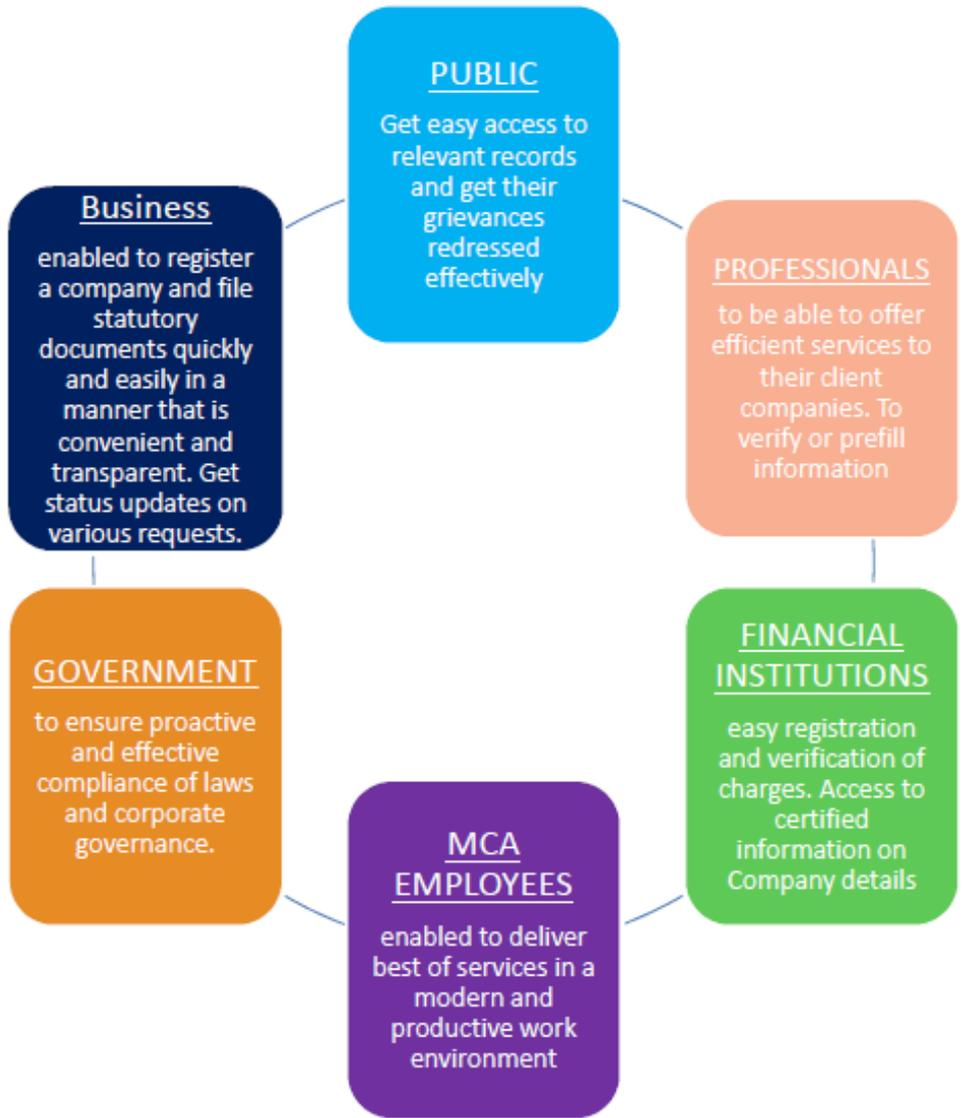 PUBLIC
Get easy access to
relevant records
and get their
grievances
redressed
effectively
PROFESSIONALS
to be able to offer
efficient services to
their client
companies. To
verify or prefill
information
FINANCIAL
INSTITUTIONS
easy registration
and verification of
charges. Access to
certified
information on
Company details
MCA
EMPLOYEES
enabled to deliver
best of services in a
modern and
productive work
environment
GOVERNMENT
to ensure proactive
and effective
compliance of laws
and corporate
governance.
Business
enabled to register
a company and file
statutory
documents quickly
and easily in a
manner that is
convenient and
transparent. Get
status updates on
various requests.